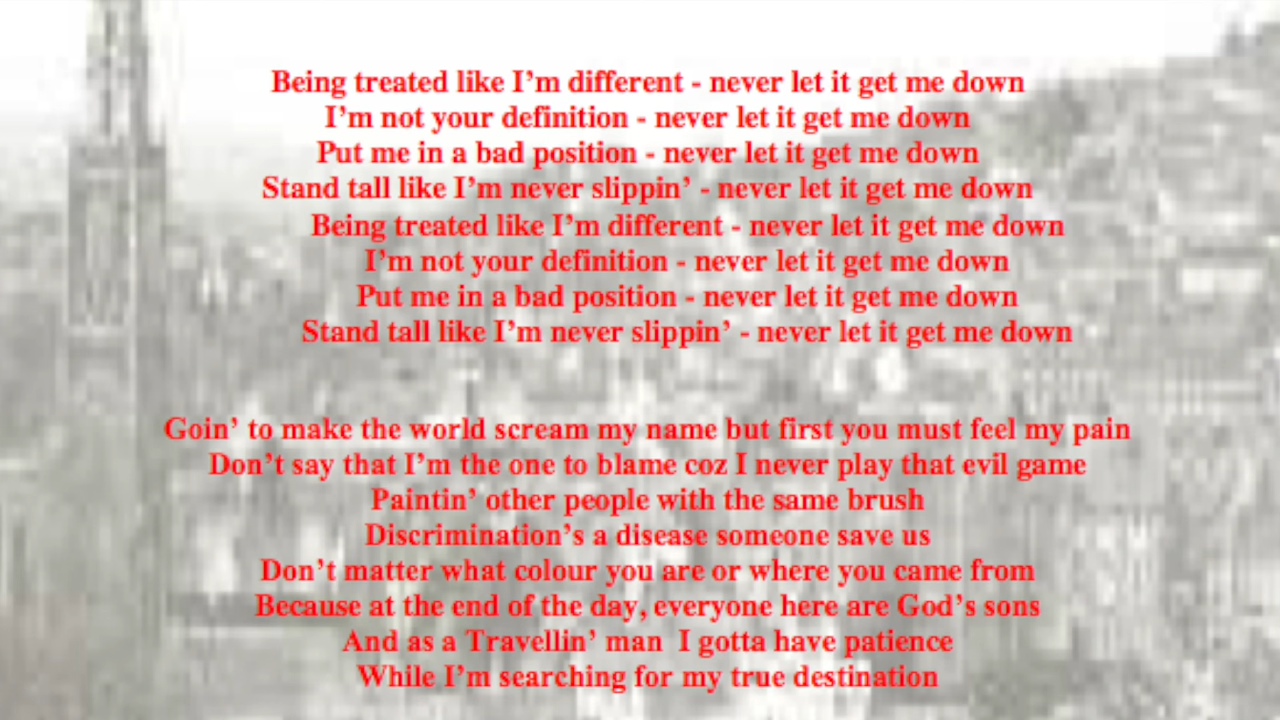 Being treated like I’m different - never let it get me down
I’m not your definition - never let it get me down
Put me in a bad position - never let it get me down
Stand tall like I’m never slippin’ - never let it get me down
Being treated like I’m different - never let it get me down
I’m not your definition - never let it get me down
Put me in a bad position - never let it get me down
Stand tall like I’m never slippin’ - never let it get me down
Goin’ to make the world scream my name but first you must feel my pain
Don’t say that I’m the one to blame coz I never play that evil game
Paintin’ other people with the same brush
Discrimination’s a disease someone save us
Don’t matter what colour you are or where you came from
Because at the end of the day, everyone here are God’s sons
And as a Travellin’ man  I gotta have patience
While I’m searching for my true destination